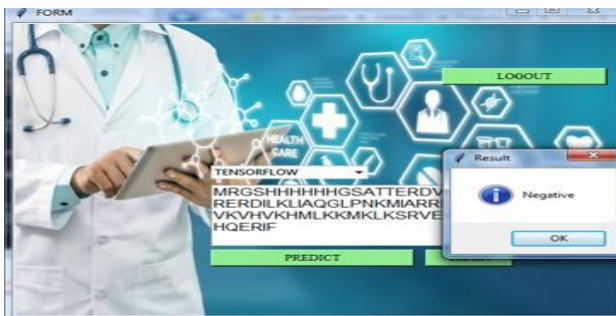 FORM
LOGOUT
HEALTH
CARE
TENSORFLOW
Result
MRGSHHHHHHGSATTERDV
RERDILKLIAQGLPNKMIARR
VKVHVKHMLKKMKLKSRVE
HQERIF
Negative
OK
PREDICT